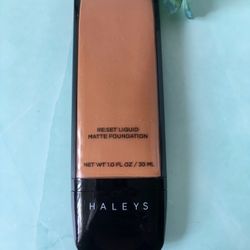 RE:SET LIQUID
MATTE FOUNDATION
NET WT 1.0 FL OZ / 30 ML
HALEYS